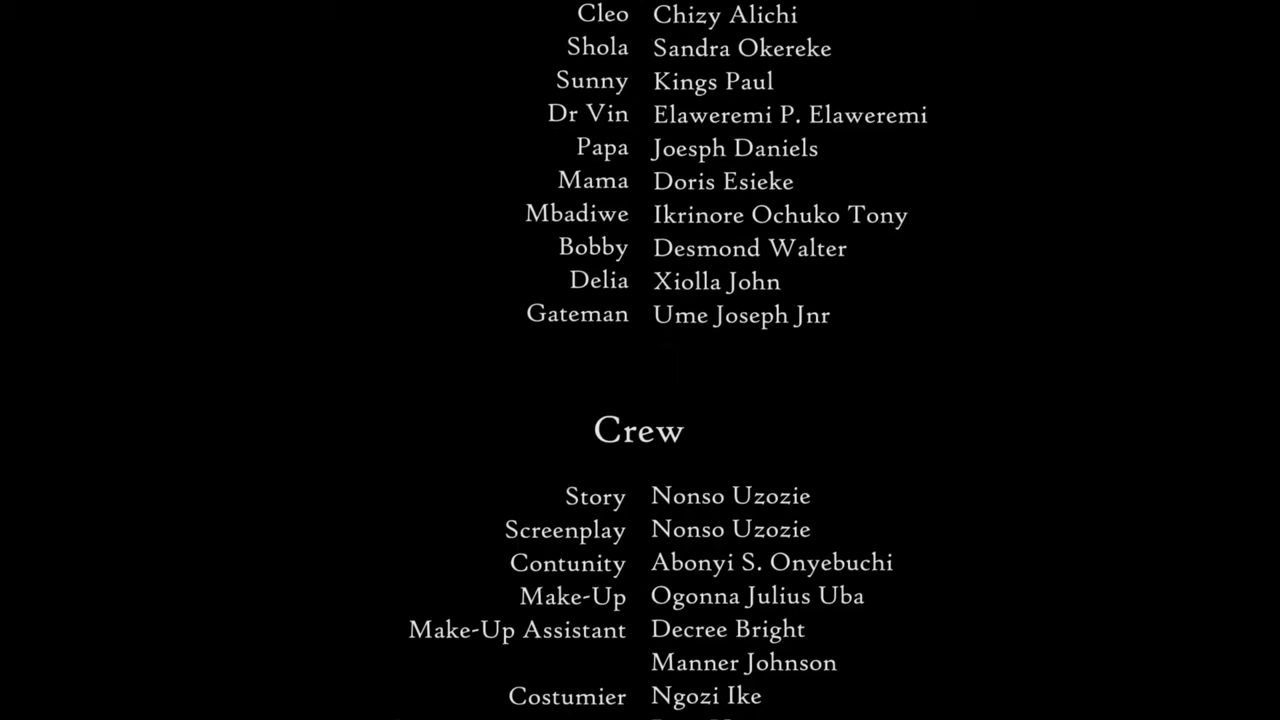 Cleo Chizy Alichi
Shola Sandra Okereke
Sunny Kings Paul
Dr Vin Elaweremi P. Elaweremi
Papa Joesph Daniels
Mama Doris Esieke
Mbadiwe Ikrinore Ochuko Tony
Bobby Desmond Walter
Delia Xiolla John
Gateman Ume Joseph Jnr
Crew
Story Nonso Uzozie
Screenplay Nonso Uzozie
Contunity Abonyi S. Onyebuchi
Make-Up Ogonna Julius Uba
Make-Up Assistant Decree Bright
Manner Johnson
Costumier Ngozi Ike